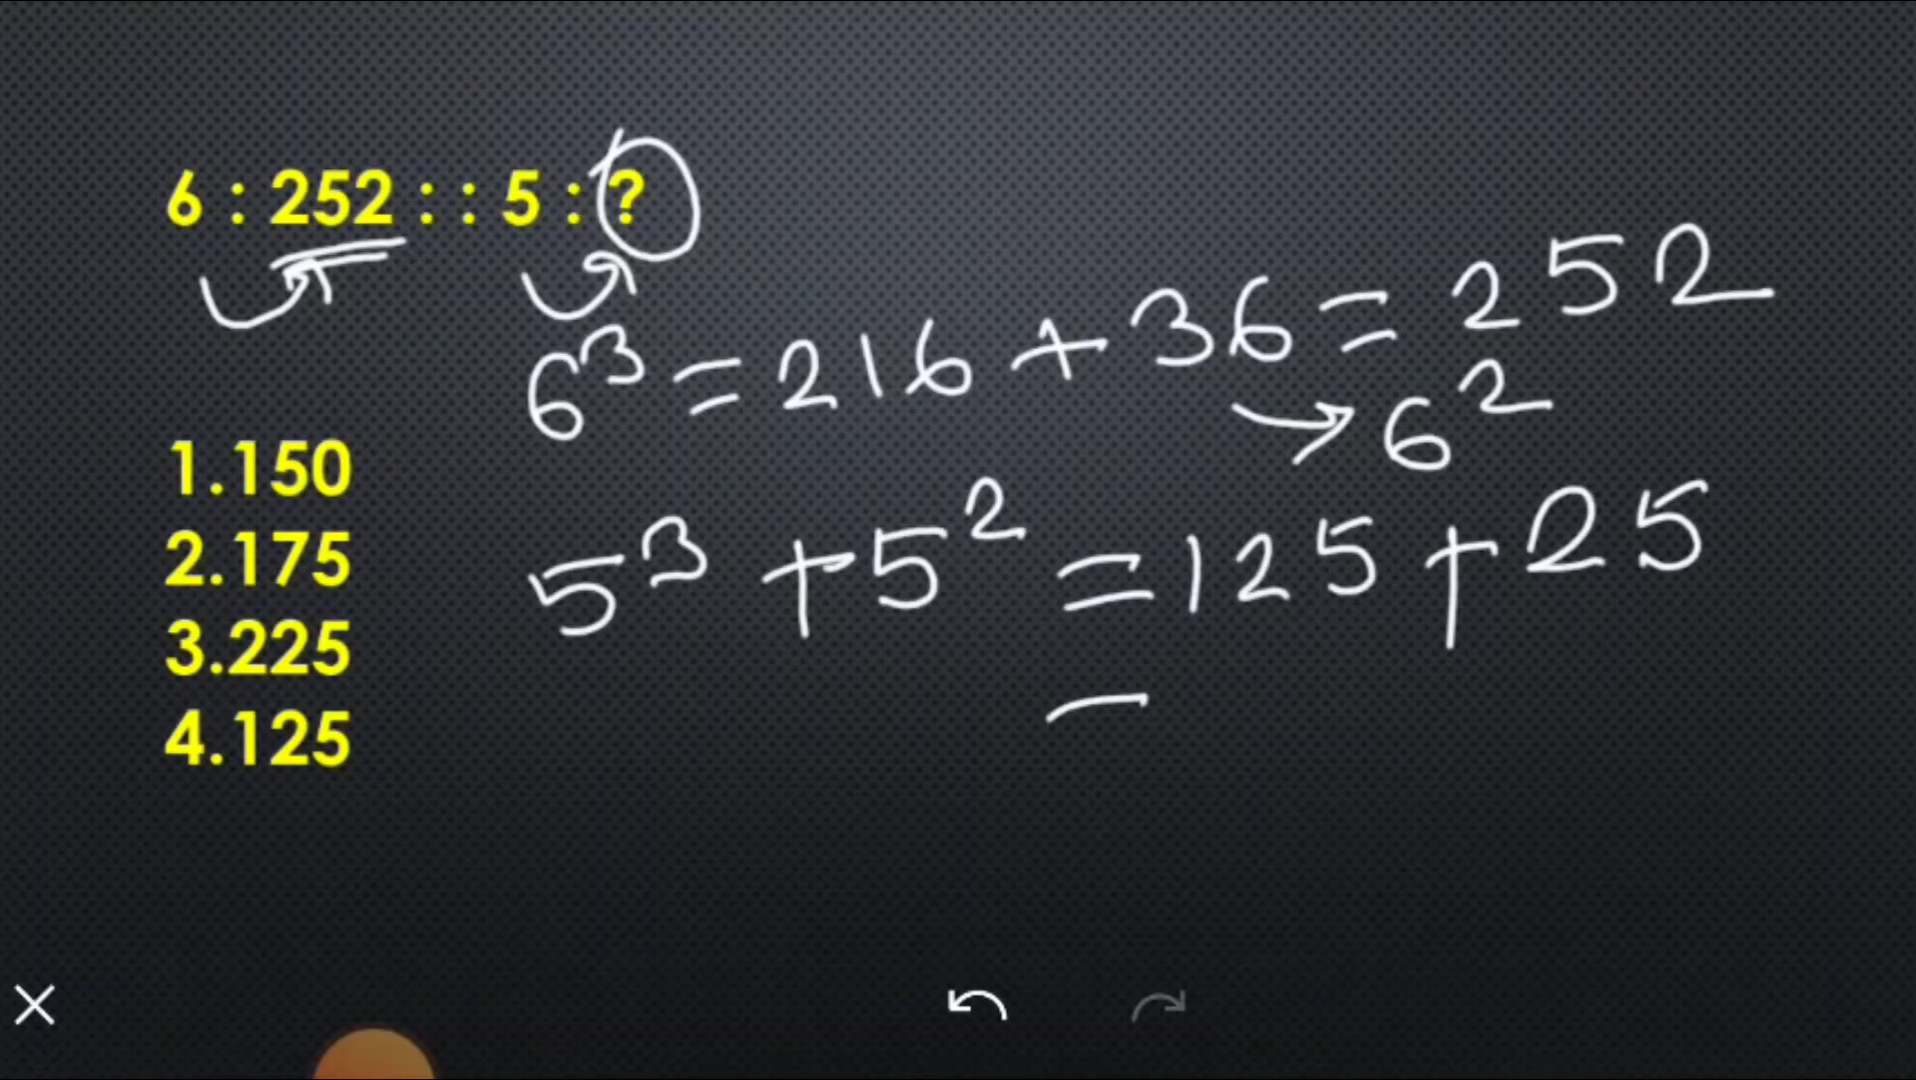 6 : 252 : : 5 : ?
6³ = 216 + 36 = 252
→ 6²
1.150
5³ + 5² = 125 + 25
2.175
3.225
4.125